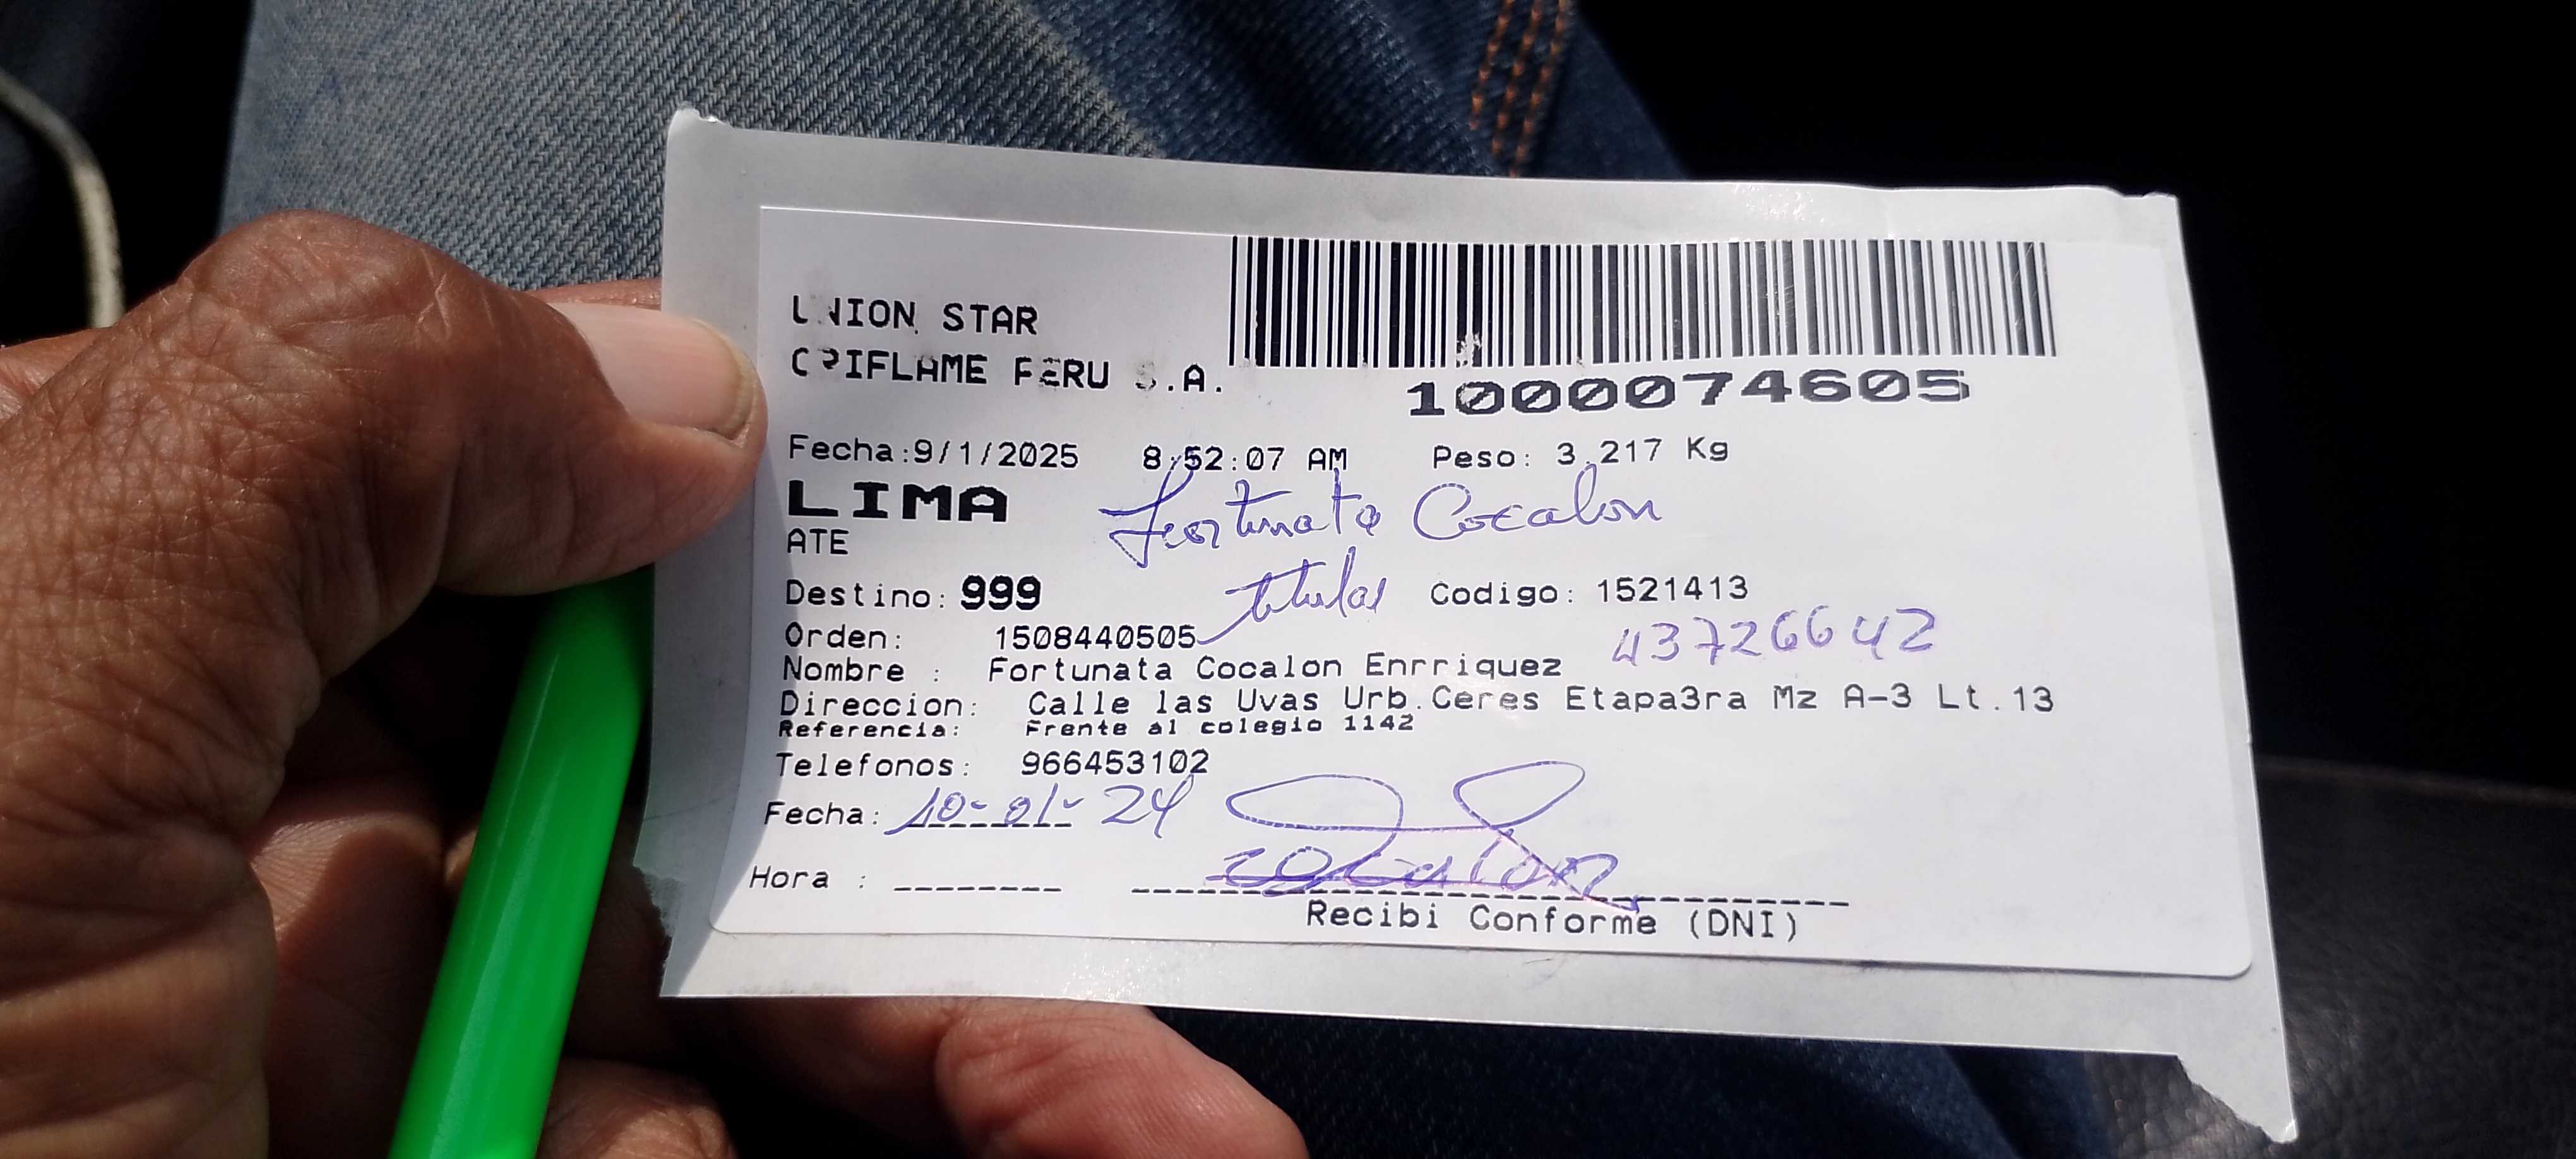 UNION STAR
ORIFLAME PERU S.A.
1000074605
Fecha:9/1/2025 8:52:07 AM Peso: 3.217 Kg
LIMA Fortunata Cocalon
ATE
Destino: 999 titular Codigo: 1521413
Orden: 1508440505 43726642
Nombre : Fortunata Cocalon Enrriquez
Direccion: Calle las Uvas Urb.Ceres Etapa3ra Mz A-3 Lt.13
Referencia: Frente al colegio 1142
Telefonos: 966453102
Fecha: 10-01-24
Hora : -------- Cocalon
Recibi Conforme (DNI)